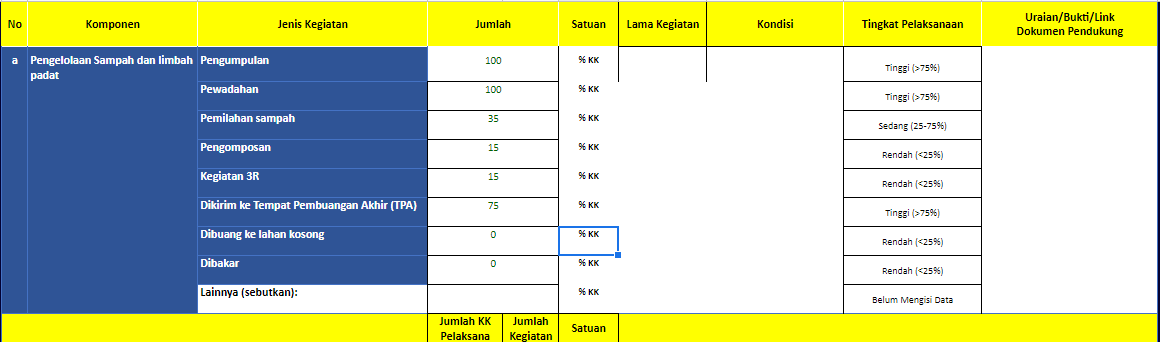 No Komponen Jenis Kegiatan Jumlah Satuan Lama Kegiatan Kondisi Tingkat Pelaksanaan Uraian/Bukti/Link
Dokumen Pendukung
a Pengelolaan Sampah dan limbah Pengumpulan 100 % KK Tinggi (>75%)
padat
Pewadahan 100 % KK Tinggi (>75%)
Pemilahan sampah 35 % KK Sedang (25-75%)
Pengomposan 15 % KK Rendah (<25%)
Kegiatan 3R 15 % KK Rendah (<25%)
Dikirim ke Tempat Pembuangan Akhir (TPA) 75 % KK Tinggi (>75%)
Dibuang ke lahan kosong 0 % KK Rendah (<25%)
Dibakar 0 % KK Rendah (<25%)
Lainnya (sebutkan): % KK Belum Mengisi Data
Jumlah KK Jumlah Satuan
Pelaksana Kegiatan